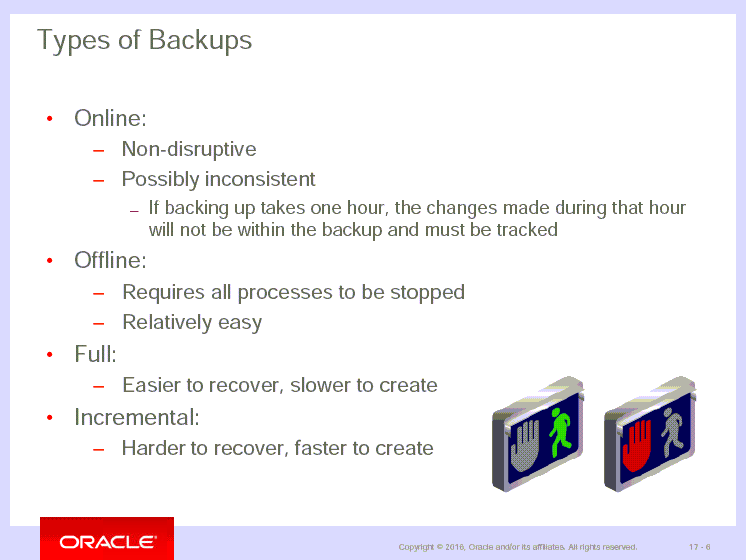 Types of Backups
• Online:
– Non-disruptive
– Possibly inconsistent
– If backing up takes one hour, the changes made during that hour
will not be within the backup and must be tracked
• Offline:
– Requires all processes to be stopped
– Relatively easy
• Full:
– Easier to recover, slower to create
• Incremental:
– Harder to recover, faster to create
ORACLE®
Copyright © 2016, Oracle and/or its affiliates. All rights reserved.
17 - 6